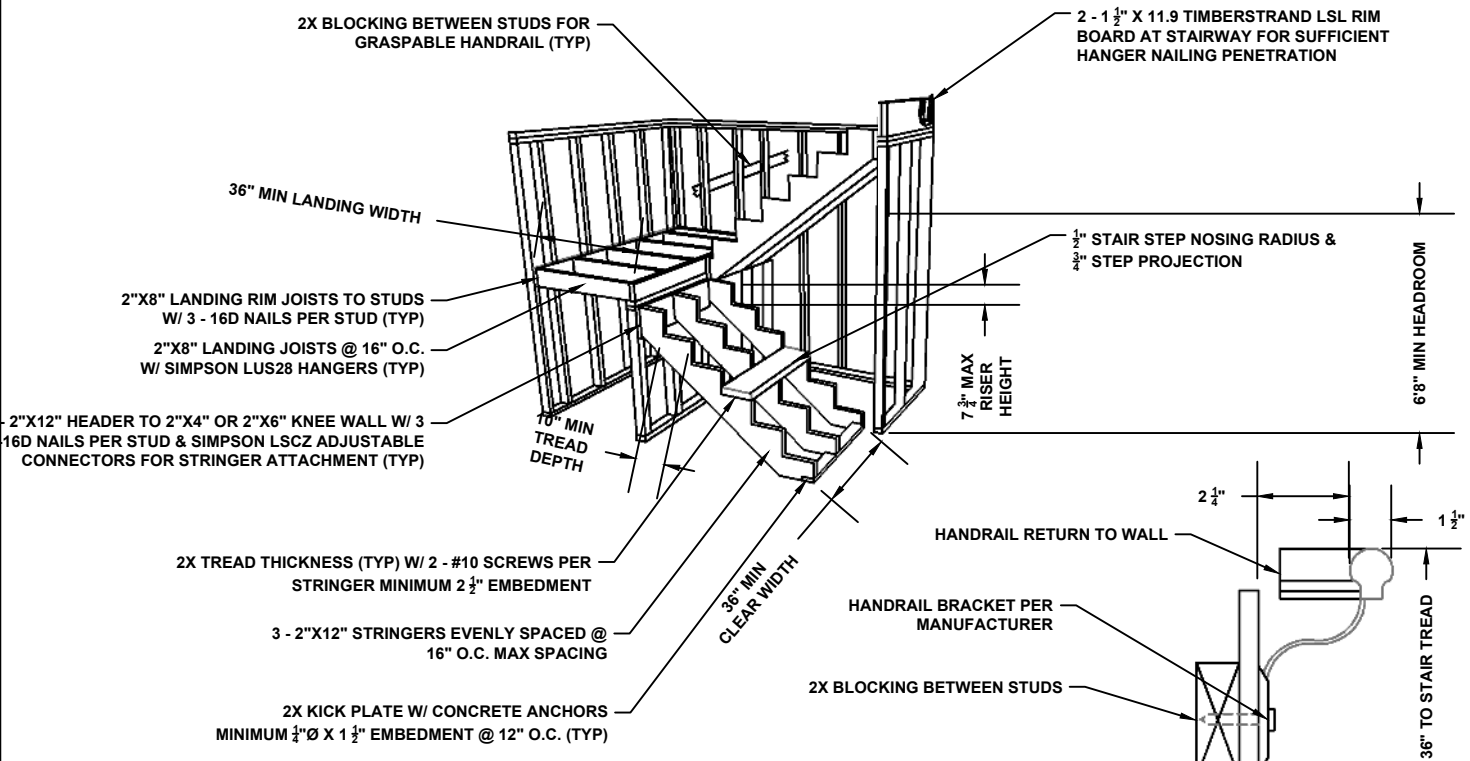 2X BLOCKING BETWEEN STUDS FOR
GRASPABLE HANDRAIL (TYP)
2 - 1 1/2" X 11.9 TIMBERSTRAND LSL RIM
BOARD AT STAIRWAY FOR SUFFICIENT
HANGER NAILING PENETRATION
36" MIN LANDING WIDTH
1/2" STAIR STEP NOSING RADIUS &
3/4" STEP PROJECTION
2"X8" LANDING RIM JOISTS TO STUDS
W/ 3 - 16D NAILS PER STUD (TYP)
2"X8" LANDING JOISTS @ 16" O.C.
W/ SIMPSON LUS28 HANGERS (TYP)
- 2"X12" HEADER TO 2"X4" OR 2"X6" KNEE WALL W/ 3
-16D NAILS PER STUD & SIMPSON LSCZ ADJUSTABLE
CONNECTORS FOR STRINGER ATTACHMENT (TYP)
10" MIN
TREAD
DEPTH
7 3/4" MAX
RISER
HEIGHT
6'8" MIN HEADROOM
2X TREAD THICKNESS (TYP) W/ 2 - #10 SCREWS PER
STRINGER MINIMUM 2 1/2" EMBEDMENT
36" MIN
CLEAR WIDTH
3 - 2"X12" STRINGERS EVENLY SPACED @
16" O.C. MAX SPACING
2X KICK PLATE W/ CONCRETE ANCHORS
MINIMUM 1/4"Ø X 1 1/2" EMBEDMENT @ 12" O.C. (TYP)
2 1/4"
1 1/2"
HANDRAIL RETURN TO WALL
HANDRAIL BRACKET PER
MANUFACTURER
2X BLOCKING BETWEEN STUDS
36" TO STAIR TREAD